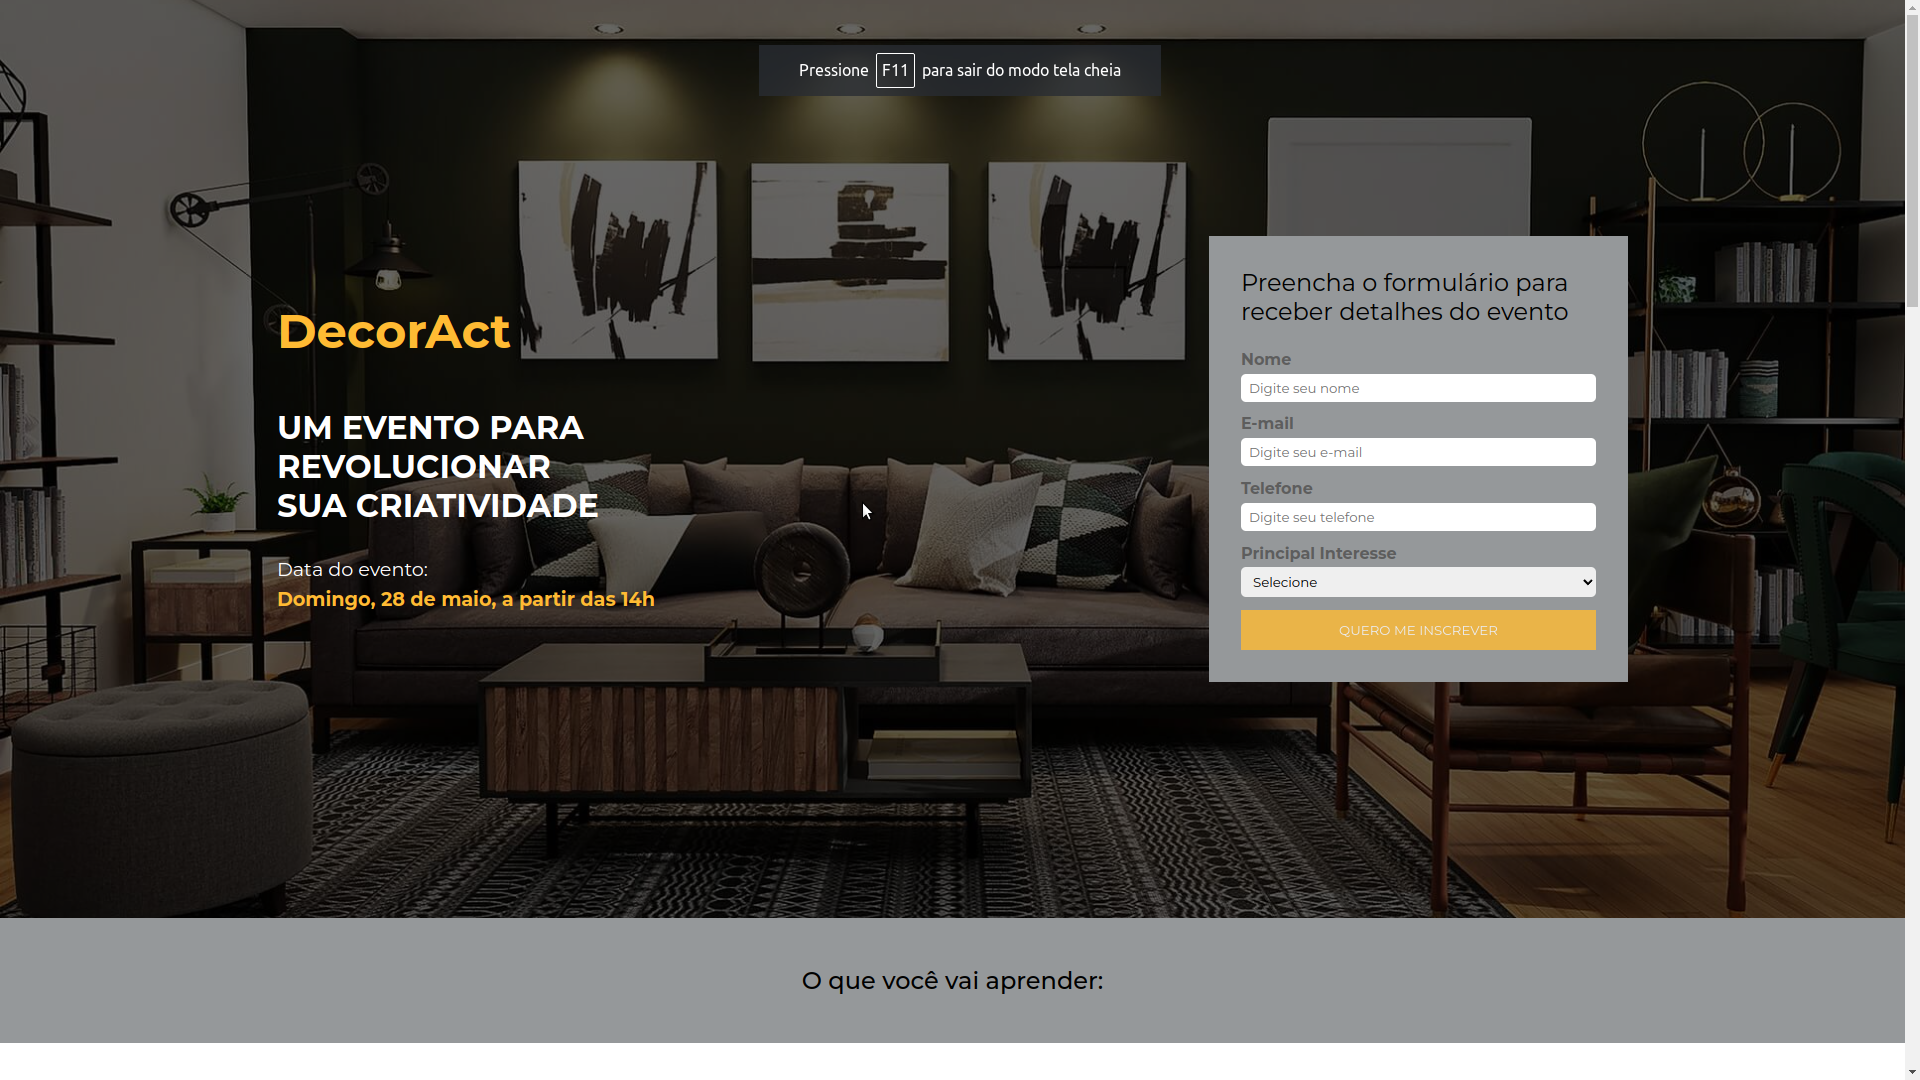 Pressione F11 para sair do modo tela cheia
DecorAct
UM EVENTO PARA
REVOLUCIONAR
SUA CRIATIVIDADE
Data do evento:
Domingo, 28 de maio, a partir das 14h
Preencha o formulário para
receber detalhes do evento
Nome
Digite seu nome
E-mail
Digite seu e-mail
Telefone
Digite seu telefone
Principal Interesse
Selecione
QUERO ME INSCREVER
O que você vai aprender: